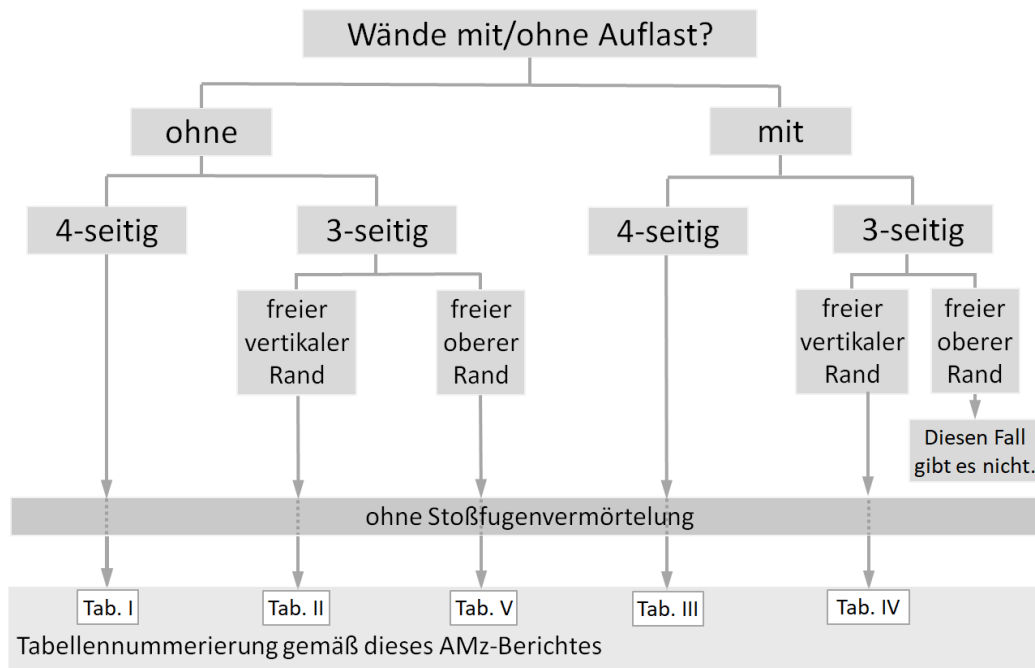 Wände mit/ohne Auflast?
ohne
mit
4-seitig
3-seitig
4-seitig
3-seitig
freier
vertikaler
Rand
freier
oberer
Rand
freier
vertikaler
Rand
freier
oberer
Rand
Diesen Fall
gibt es nicht.
ohne Stoßfugenvermörtelung
Tab. I
Tab. II
Tab. V
Tab. III
Tab. IV
Tabellennummerierung gemäß dieses AMz-Berichtes